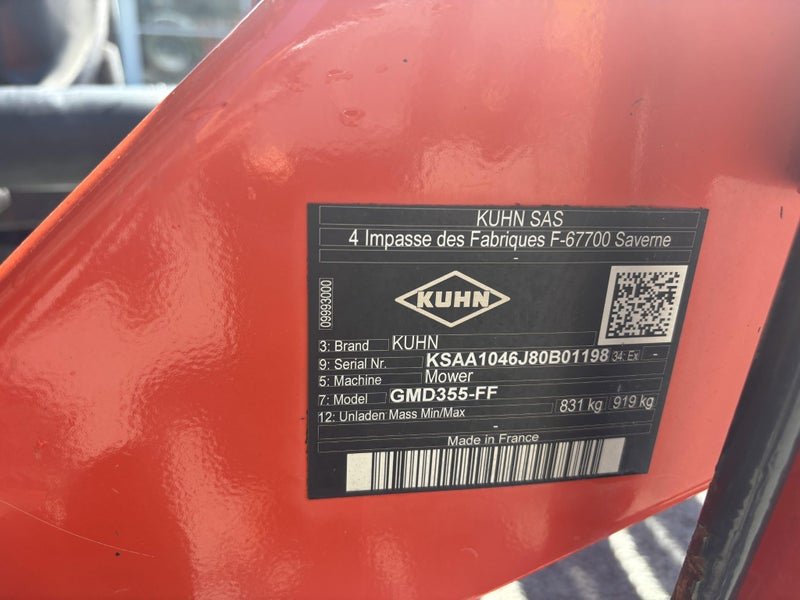 KUHN SAS
4 Impasse des Fabriques F-67700 Saverne
-
09993000
KUHN
3: Brand KUHN
9: Serial Nr. KSAA1046J80B01198 34: Ex -
5: Machine Mower
7: Model GMD355-FF
12: Unladen Mass Min/Max 831 kg 919 kg
-
Made in France